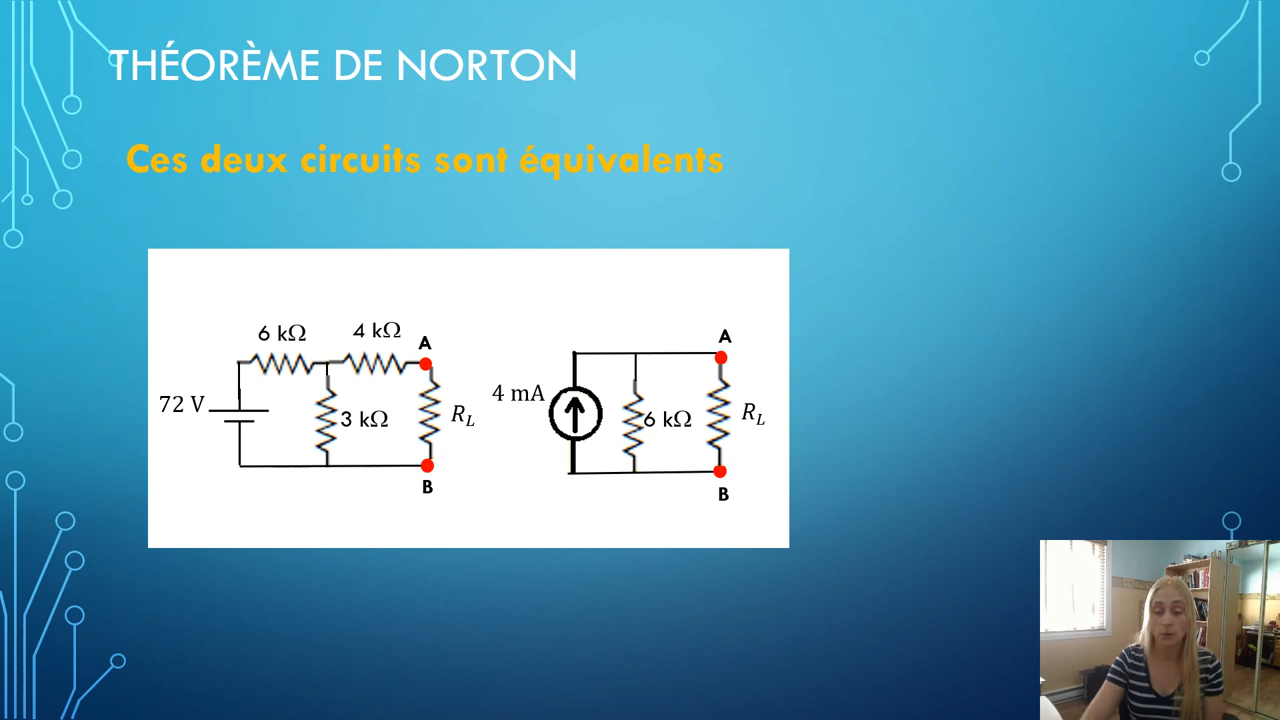 THÉORÈME DE NORTON
Ces deux circuits sont équivalents
6 kΩ
4 kΩ
A
72 V
3 kΩ
R_L
B
A
4 mA
6 kΩ
R_L
B